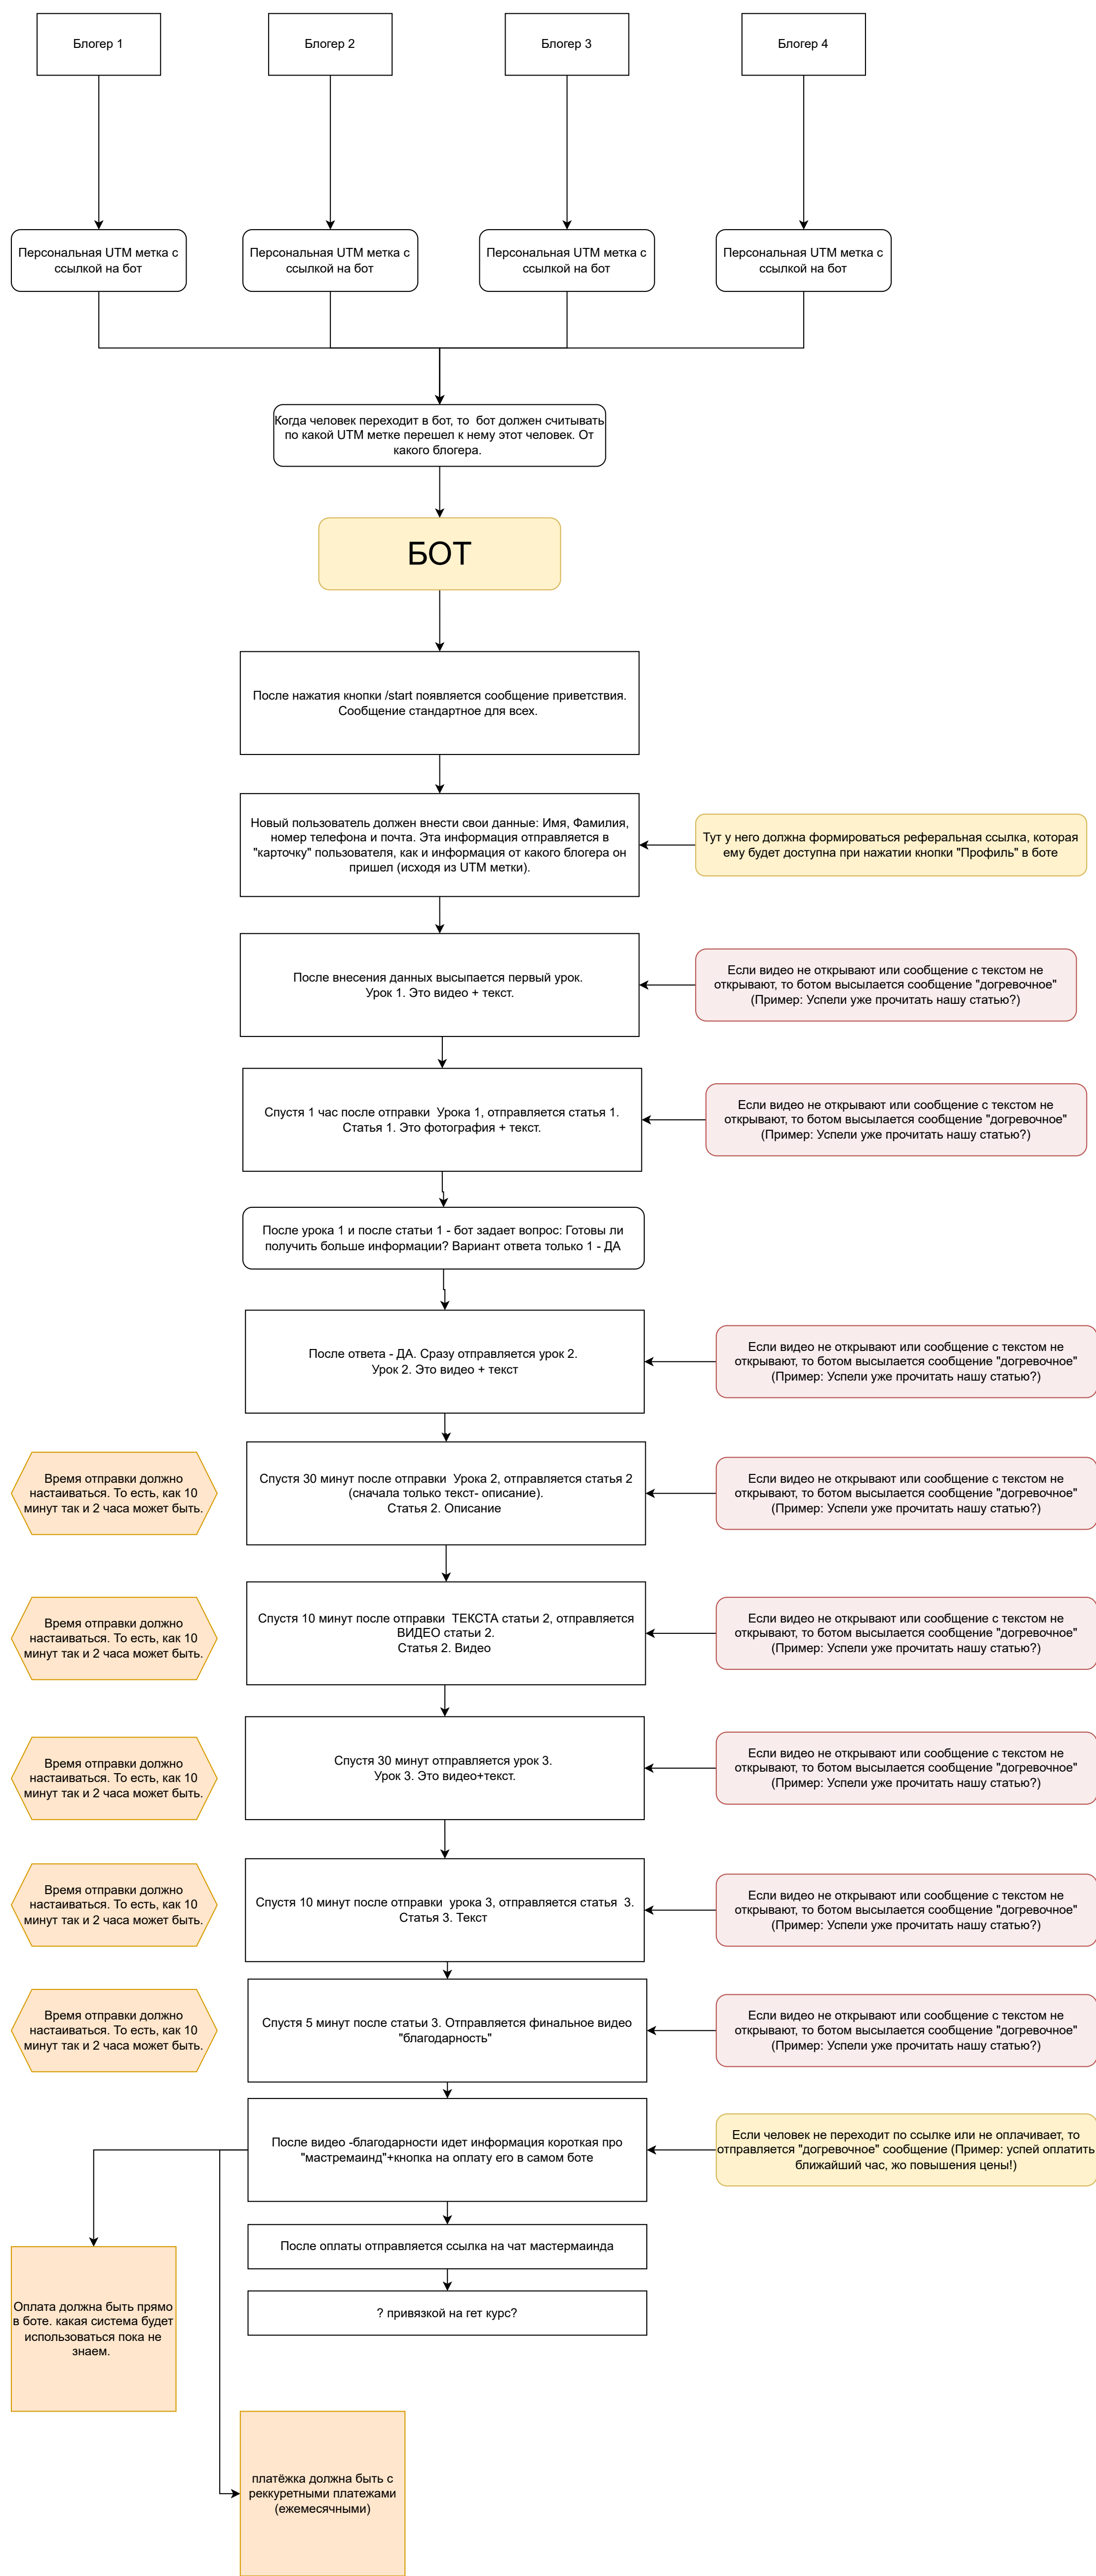 Блогер 1
Блогер 2
Блогер 3
Блогер 4
Персональная UTM метка с
ссылкой на бот
Персональная UTM метка с
ссылкой на бот
Персональная UTM метка с
ссылкой на бот
Персональная UTM метка с
ссылкой на бот
Когда человек переходит в бот, то бот должен считывать
по какой UTM метке перешел к нему этот человек. От
какого блогера.
БОТ
После нажатия кнопки /start появляется сообщение приветствия.
Сообщение стандартное для всех.
Новый пользователь должен внести свои данные: Имя, Фамилия,
номер телефона и почта. Эта информация отправляется в
"карточку" пользователя, как и информация от какого блогера он
пришел (исходя из UTM метки).
Тут у него должна формироваться реферальная ссылка, которая
ему будет доступна при нажатии кнопки "Профиль" в боте
После внесения данных высыпается первый урок.
Урок 1. Это видео + текст.
Если видео не открывают или сообщение с текстом не
открывают, то ботом высылается сообщение "догревочное"
(Пример: Успели уже прочитать нашу статью?)
Спустя 1 час после отправки Урока 1, отправляется статья 1.
Статья 1. Это фотография + текст.
Если видео не открывают или сообщение с текстом не
открывают, то ботом высылается сообщение "догревочное"
(Пример: Успели уже прочитать нашу статью?)
После урока 1 и после статьи 1 - бот задает вопрос: Готовы ли
получить больше информации? Вариант ответа только 1 - ДА
После ответа - ДА. Сразу отправляется урок 2.
Урок 2. Это видео + текст
Если видео не открывают или сообщение с текстом не
открывают, то ботом высылается сообщение "догревочное"
(Пример: Успели уже прочитать нашу статью?)
Время отправки должно
настаиваться. То есть, как 10
минут так и 2 часа может быть.
Спустя 30 минут после отправки Урока 2, отправляется статья 2
(сначала только текст- описание).
Статья 2. Описание
Если видео не открывают или сообщение с текстом не
открывают, то ботом высылается сообщение "догревочное"
(Пример: Успели уже прочитать нашу статью?)
Время отправки должно
настаиваться. То есть, как 10
минут так и 2 часа может быть.
Спустя 10 минут после отправки ТЕКСТА статьи 2, отправляется
ВИДЕО статьи 2.
Статья 2. Видео
Если видео не открывают или сообщение с текстом не
открывают, то ботом высылается сообщение "догревочное"
(Пример: Успели уже прочитать нашу статью?)
Время отправки должно
настаиваться. То есть, как 10
минут так и 2 часа может быть.
Спустя 30 минут отправляется урок 3.
Урок 3. Это видео+текст.
Если видео не открывают или сообщение с текстом не
открывают, то ботом высылается сообщение "догревочное"
(Пример: Успели уже прочитать нашу статью?)
Время отправки должно
настаиваться. То есть, как 10
минут так и 2 часа может быть.
Спустя 10 минут после отправки урока 3, отправляется статья 3.
Статья 3. Текст
Если видео не открывают или сообщение с текстом не
открывают, то ботом высылается сообщение "догревочное"
(Пример: Успели уже прочитать нашу статью?)
Время отправки должно
настаиваться. То есть, как 10
минут так и 2 часа может быть.
Спустя 5 минут после статьи 3. Отправляется финальное видео
"благодарность"
Если видео не открывают или сообщение с текстом не
открывают, то ботом высылается сообщение "догревочное"
(Пример: Успели уже прочитать нашу статью?)
После видео -благодарности идет информация короткая про
"мастремаинд"+кнопка на оплату его в самом боте
Если человек не переходит по ссылке или не оплачивает, то
отправляется "догревочное" сообщение (Пример: успей оплатить
ближайший час, жо повышения цены!)
После оплаты отправляется ссылка на чат мастермаинда
? привязкой на гет курс?
Оплата должна быть прямо
в боте. какая система будет
использоваться пока не
знаем.
платёжка должна быть с
реккуретными платежами
(ежемесячными)